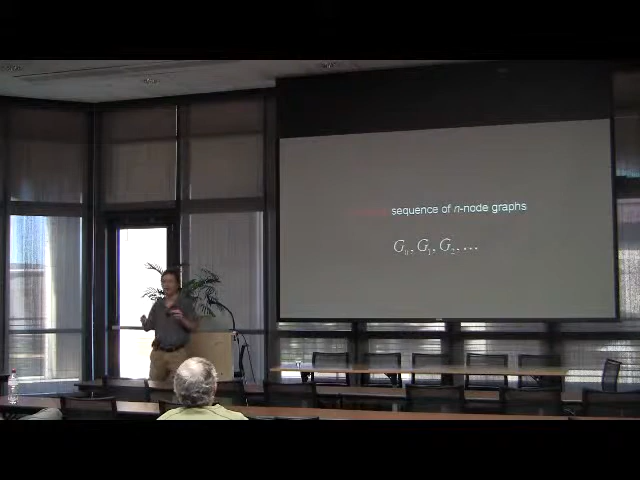 sequence of n-node graphs
G₀, G₁, G₂, …